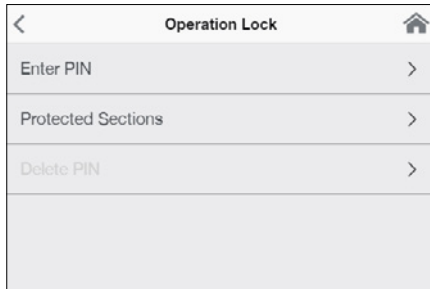 Operation Lock
Enter PIN
Protected Sections
Delete PIN